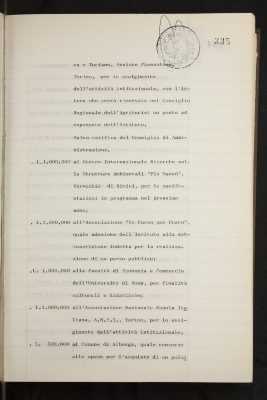 335
ra e Turismo, Sezione Piemontese,
Torino, per lo svolgimento
dell'attività istituzionale, con l'in-
tesa che verrà riservato nel Consiglio
Regionale dell'Agriturist un posto ad
esponente dell'Istituto,
Salvo ratifica del Consiglio di Ammi-
nistrazione,
. L.1,000,000 al Centro Internazionale Ricerche sul-
le Strutture Ambientali "Pio Manzù",
Verucchio di Rimini, per le manife-
stazioni in programma nel prossimo
anno;
. L.1,000,000 all'Associazione "Un Parco per Prato",
quale adesione dell'Istituto alla sot-
toscrizione indetta per la realizza-
zione di un parco pubblico;
.L. 1,000,000 alla Facoltà di Economia e Commercio
dell'Università di Roma, per finalità
culturali e didattiche;
. L.1,000,000 all'Associazione Nazionale Scuola Ita
liana, A.N.S.I., Torino, per lo svol-
gimento dell'attività istituzionale;
. L. 500,000 al Comune di Albenga, quale concorso
alle spese per l'acquisto di un pulmi